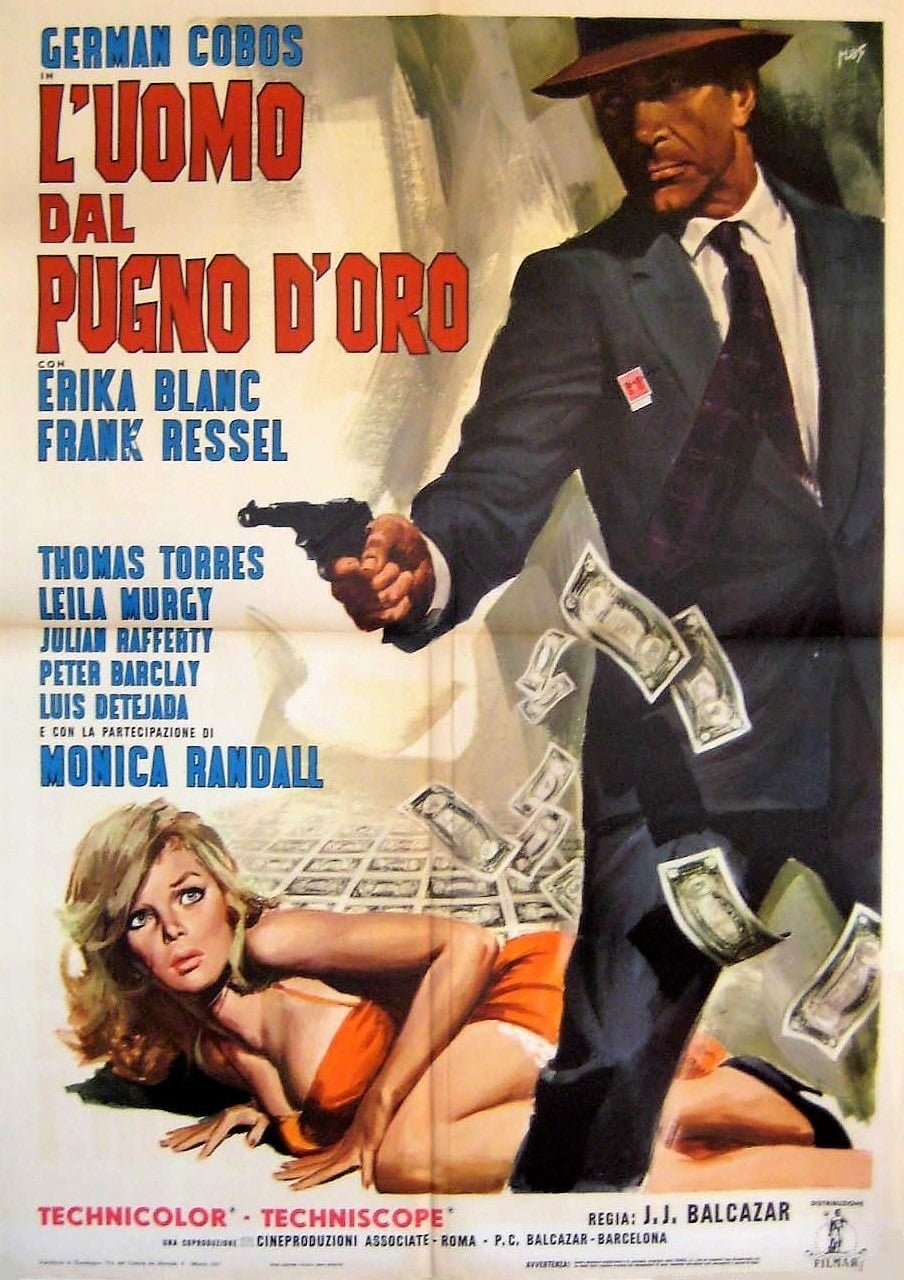 GERMAN COBOS
IN
L'UOMO
DAL
PUGNO D'ORO
CON
ERIKA BLANC
FRANK RESSEL
THOMAS TORRES
LEILA MURGY
JULIAN RAFFERTY
PETER BARCLAY
LUIS DETEJADA
E CON LA PARTECIPAZIONE DI
MONICA RANDALL
TECHNICOLOR® · TECHNISCOPE®
REGIA: J.J. BALCAZAR
UNA COPRODUZIONE CINEPRODUZIONI ASSOCIATE - ROMA - P.C. BALCAZAR - BARCELONA
DISTRIBUZIONE
FILMAR
AVVERTENZA: